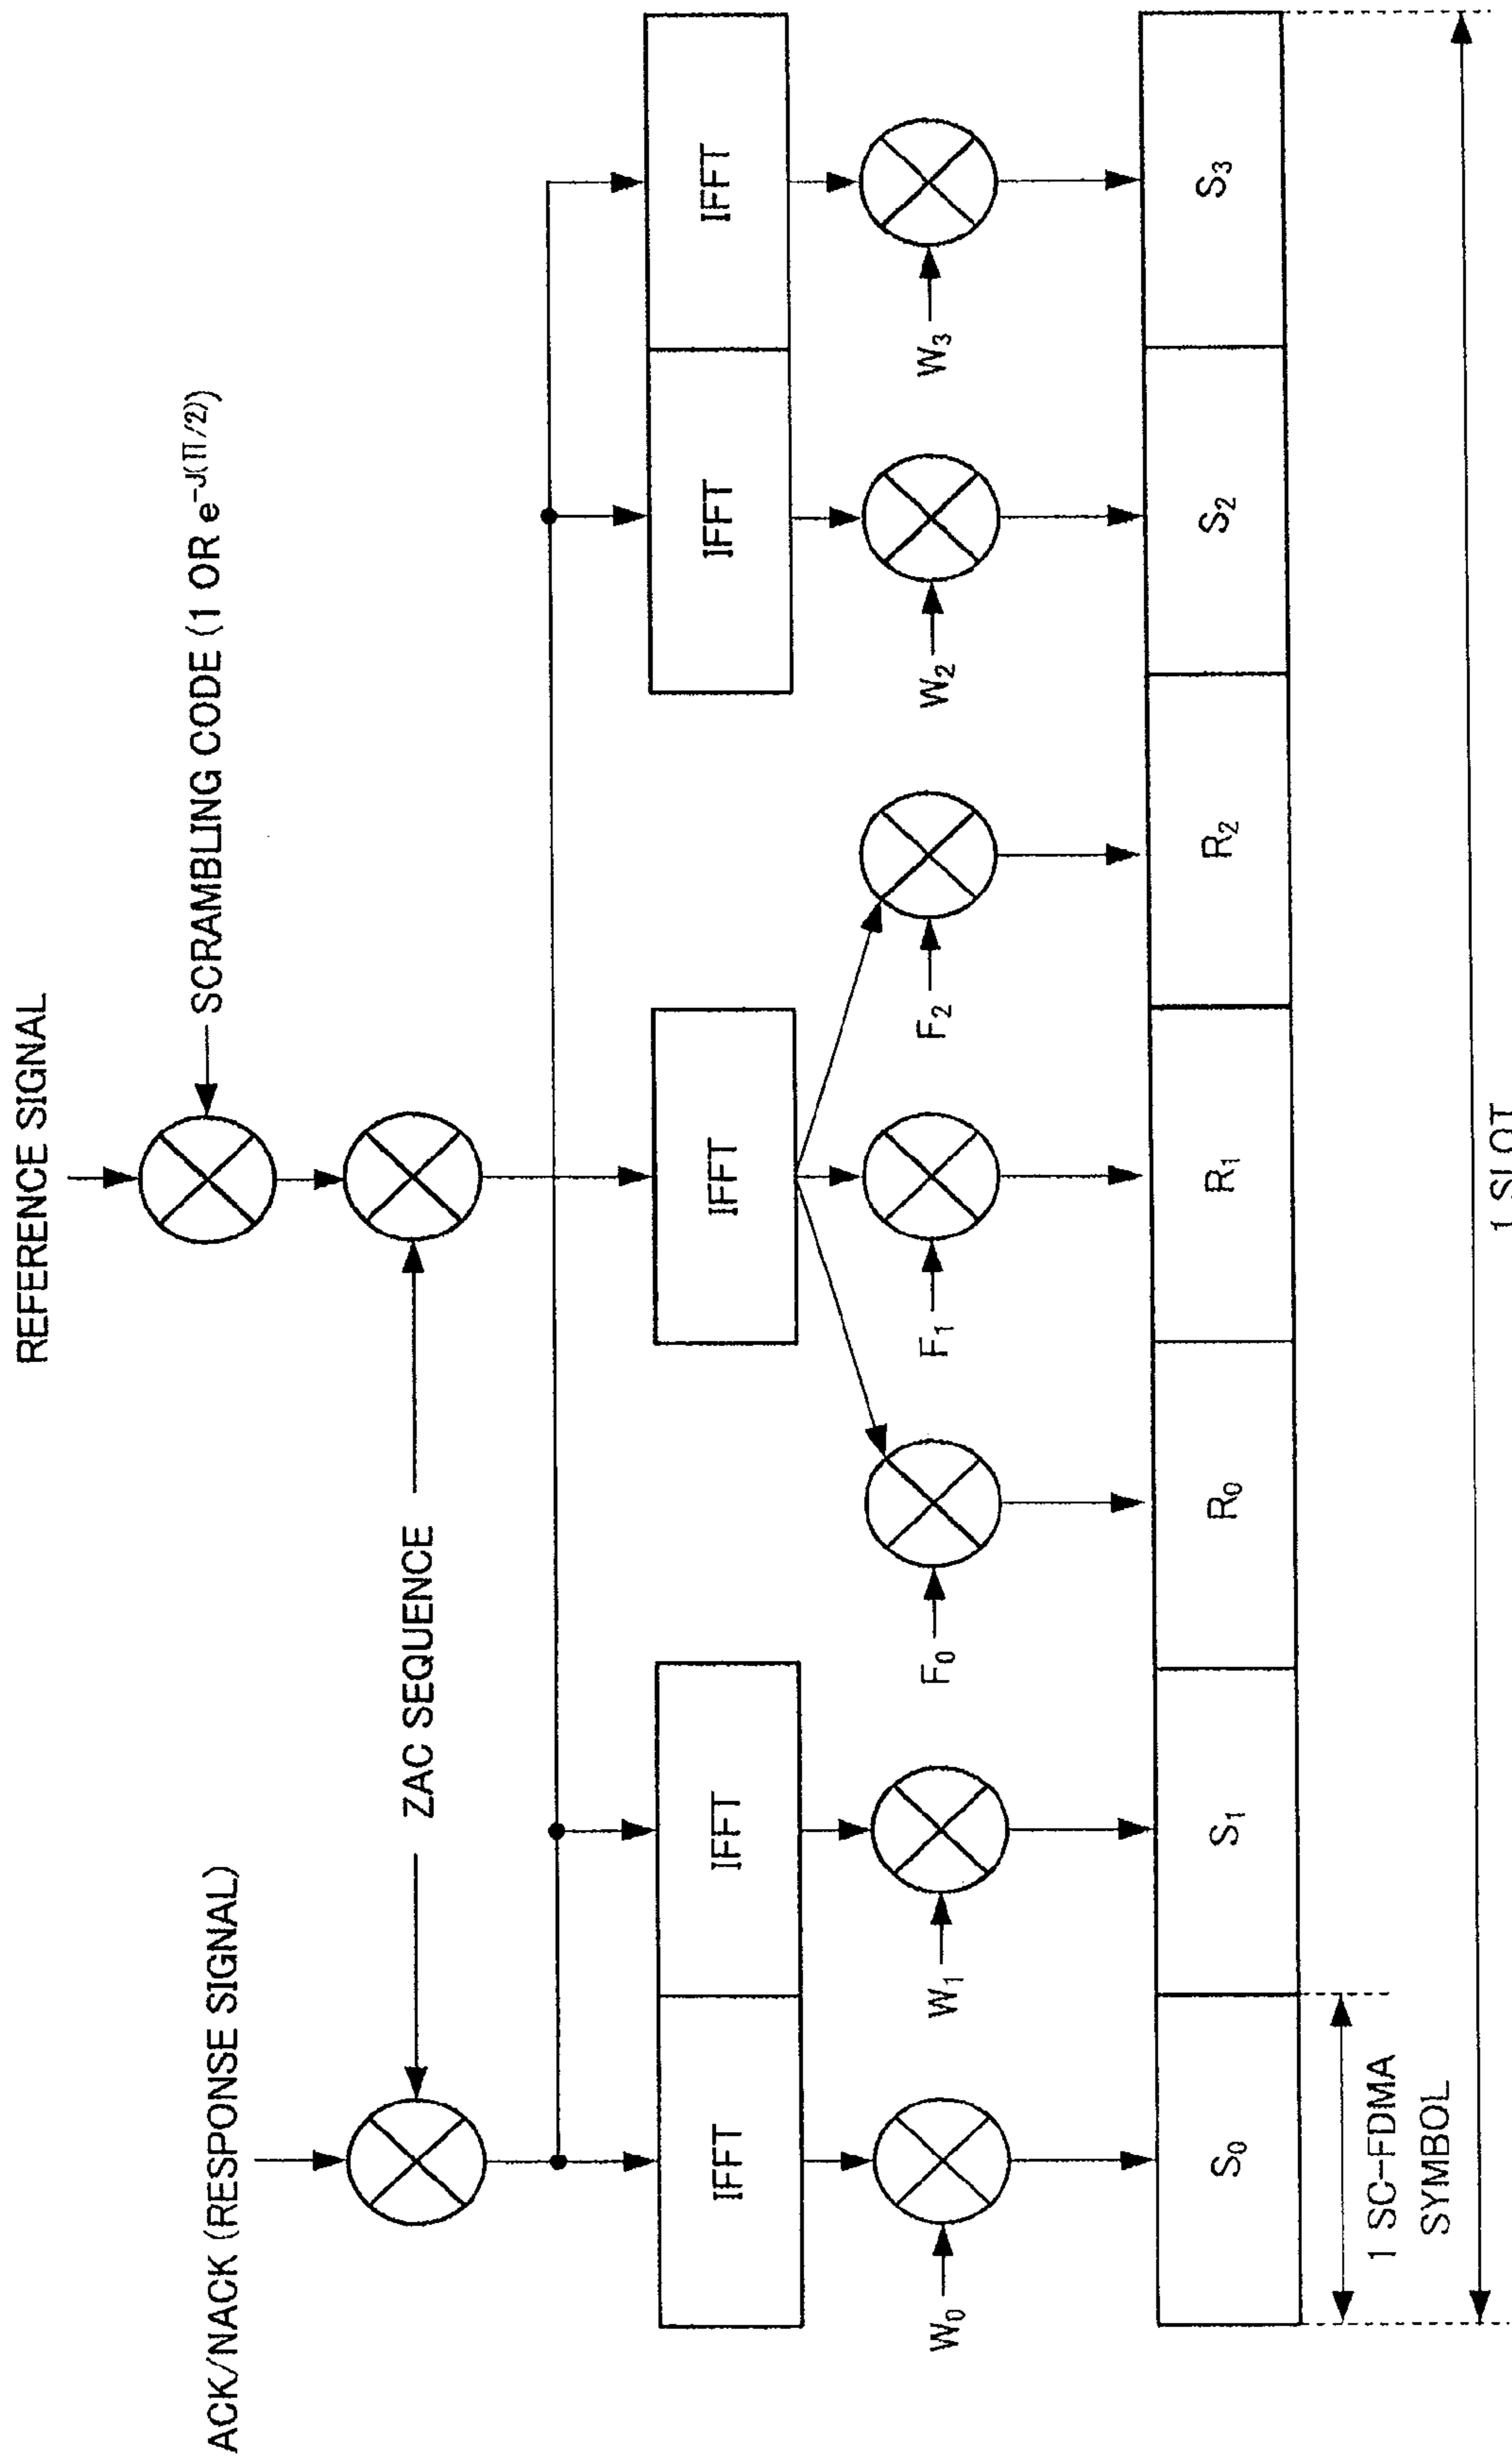 REFERENCE SIGNAL
SCRAMBLING CODE (1 OR e^-J(π/2))
ACK/NACK (RESPONSE SIGNAL)
ZAC SEQUENCE
IFFT
IFFT
IFFT
IFFT
IFFT
W₀
W₁
F₀
F₁
F₂
W₂
W₃
S₀
S₁
R₀
R₁
R₂
S₂
S₃
1 SC-FDMA
SYMBOL
1 SLOT